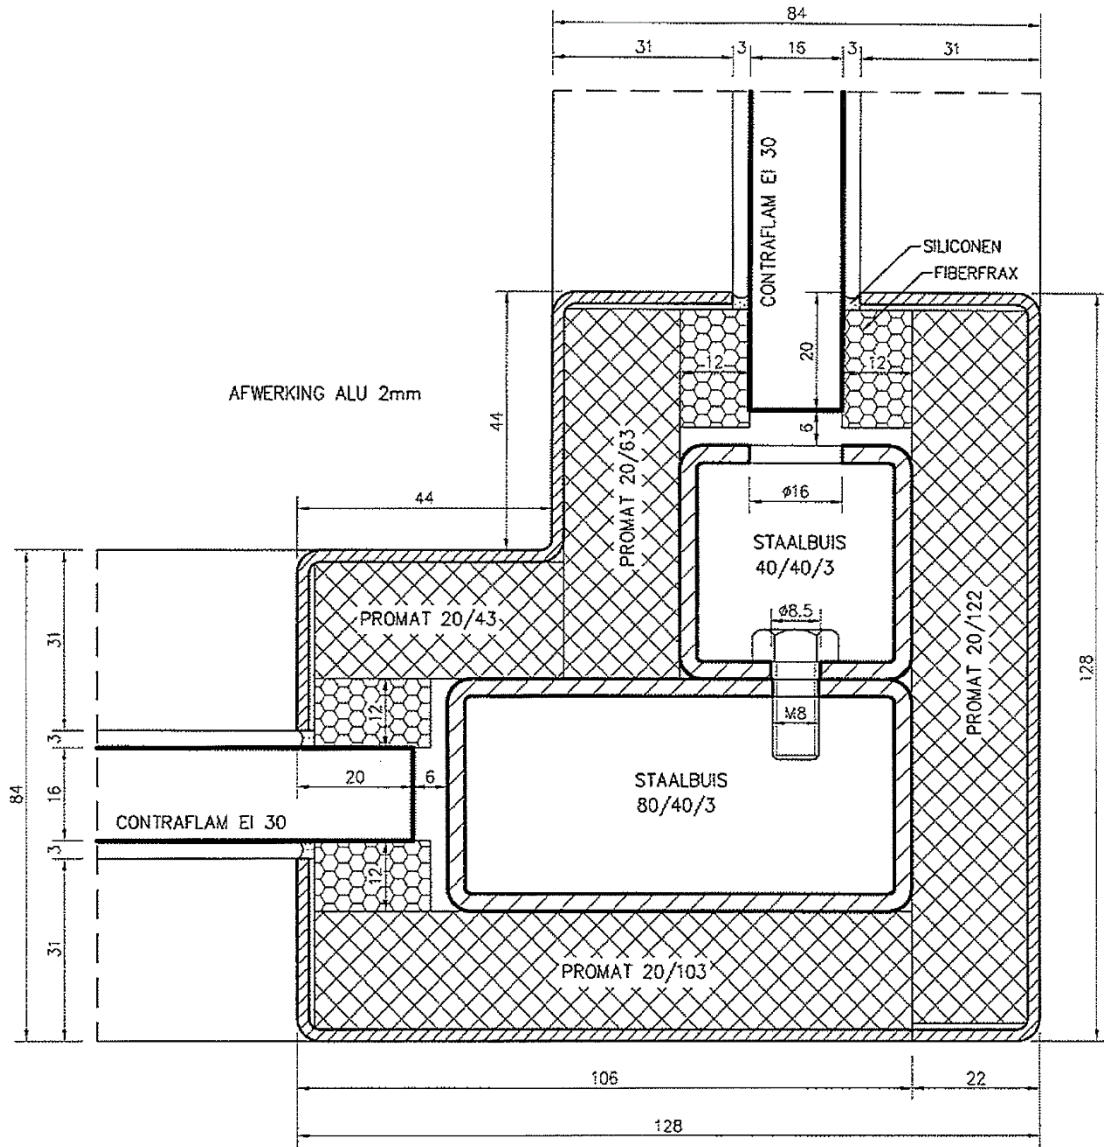 84
31
3
16
3
31
CONTRAFLAM EI 30
SILICONEN
FIBERFRAX
20
12
12
AFWERKING ALU 2mm
44
6
PROMAT 20/63
44
ø16
STAALBUIS
40/40/3
ø8.5
PROMAT 20/43
PROMAT 20/122
128
31
12
M8
3
20
6
STAALBUIS
80/40/3
84
16
CONTRAFLAM EI 30
3
12
31
PROMAT 20/103
106
22
128